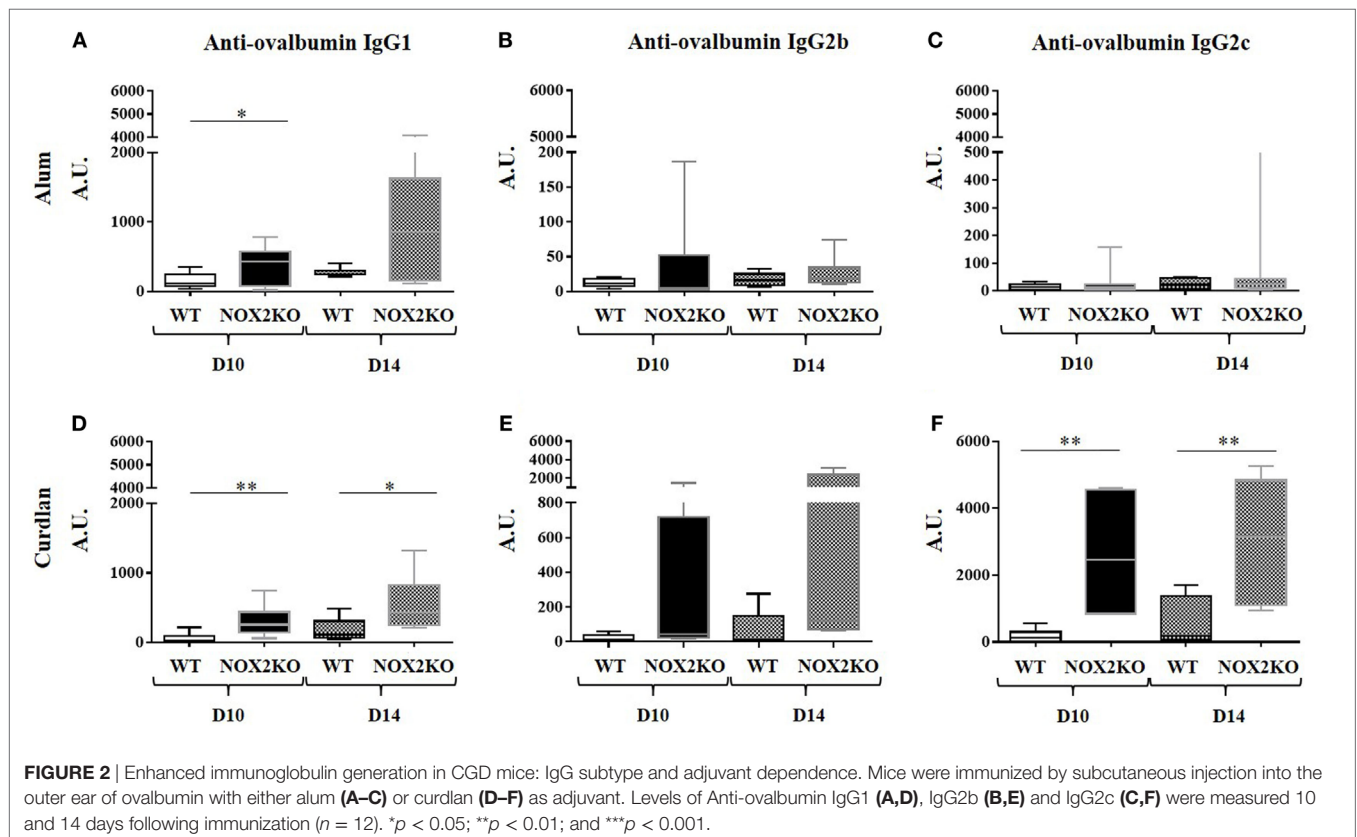 A Anti-ovalbumin IgG1 B Anti-ovalbumin IgG2b C Anti-ovalbumin IgG2c
Alum
A.U.
6000
5000
4000
2000
1000
0
*
WT NOX2KO WT NOX2KO
D10 D14
A.U.
6000
5000
200
150
100
50
0
WT NOX2KO WT NOX2KO
D10 D14
A.U.
6000
5000
4000
500
400
300
200
100
0
WT NOX2KO WT NOX2KO
D10 D14
D
Curdlan
A.U.
6000
5000
4000
2000
1000
0
** *
WT NOX2KO WT NOX2KO
D10 D14
E
A.U.
6000
4000
2000
800
600
400
200
0
WT NOX2KO WT NOX2KO
D10 D14
F
A.U.
6000
4000
2000
0
** **
WT NOX2KO WT NOX2KO
D10 D14
FIGURE 2 | Enhanced immunoglobulin generation in CGD mice: IgG subtype and adjuvant dependence. Mice were immunized by subcutaneous injection into the
outer ear of ovalbumin with either alum (A–C) or curdlan (D–F) as adjuvant. Levels of Anti-ovalbumin IgG1 (A,D), IgG2b (B,E) and IgG2c (C,F) were measured 10
and 14 days following immunization (n = 12). *p < 0.05; **p < 0.01; and ***p < 0.001.